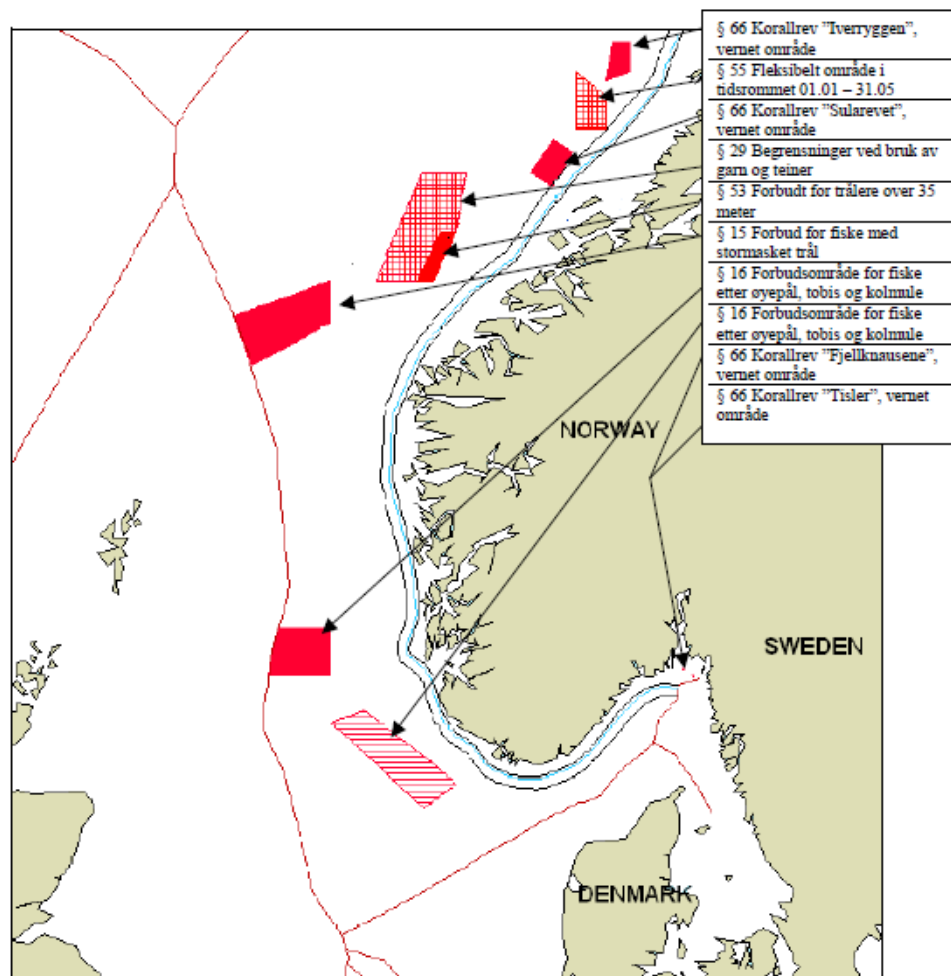 § 66 Korallrev ”Iverryggen”,
vernet område
§ 55 Fleksibelt område i
tidsrommet 01.01 – 31.05
§ 66 Korallrev ”Sularevet”,
vernet område
§ 29 Begrensninger ved bruk av
garn og teiner
§ 53 Forbudt for trålere over 35
meter
§ 15 Forbud for fiske med
stormasket trål
§ 16 Forbudsområde for fiske
etter øyepål, tobis og kolmule
§ 16 Forbudsområde for fiske
etter øyepål, tobis og kolmule
§ 66 Korallrev ”Fjellknausene”,
vernet område
§ 66 Korallrev ”Tisler”, vernet
område
NORWAY
SWEDEN
DENMARK